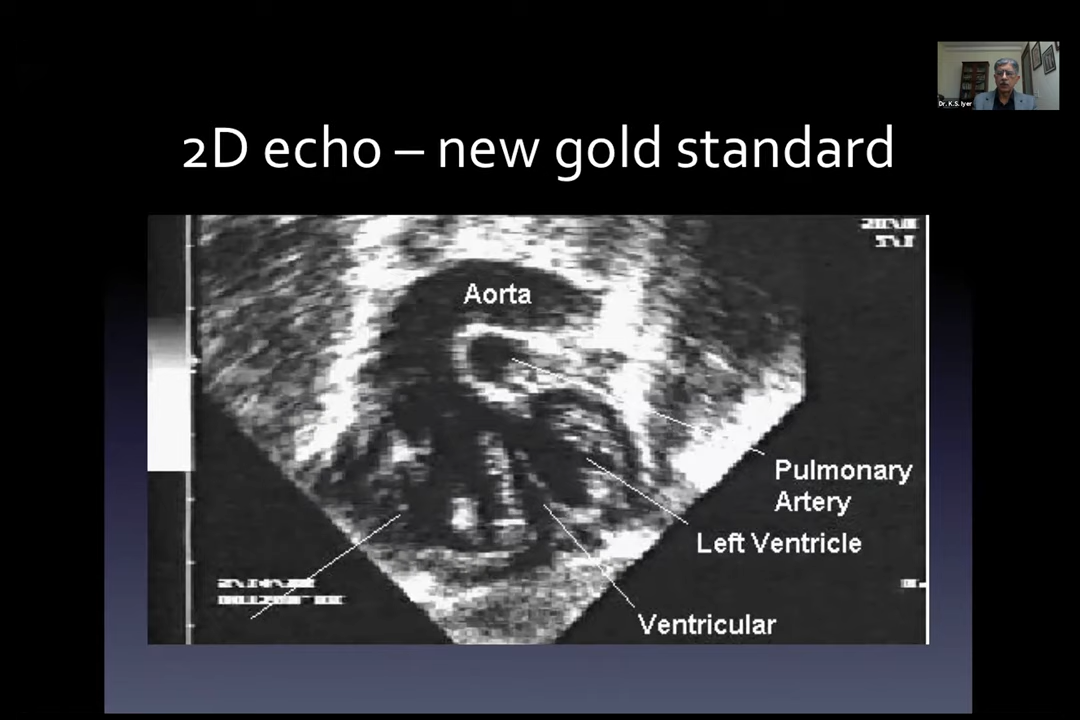 Dr. K.S. Iyer
2D echo – new gold standard
Aorta
Pulmonary
Artery
Left Ventricle
Ventricular